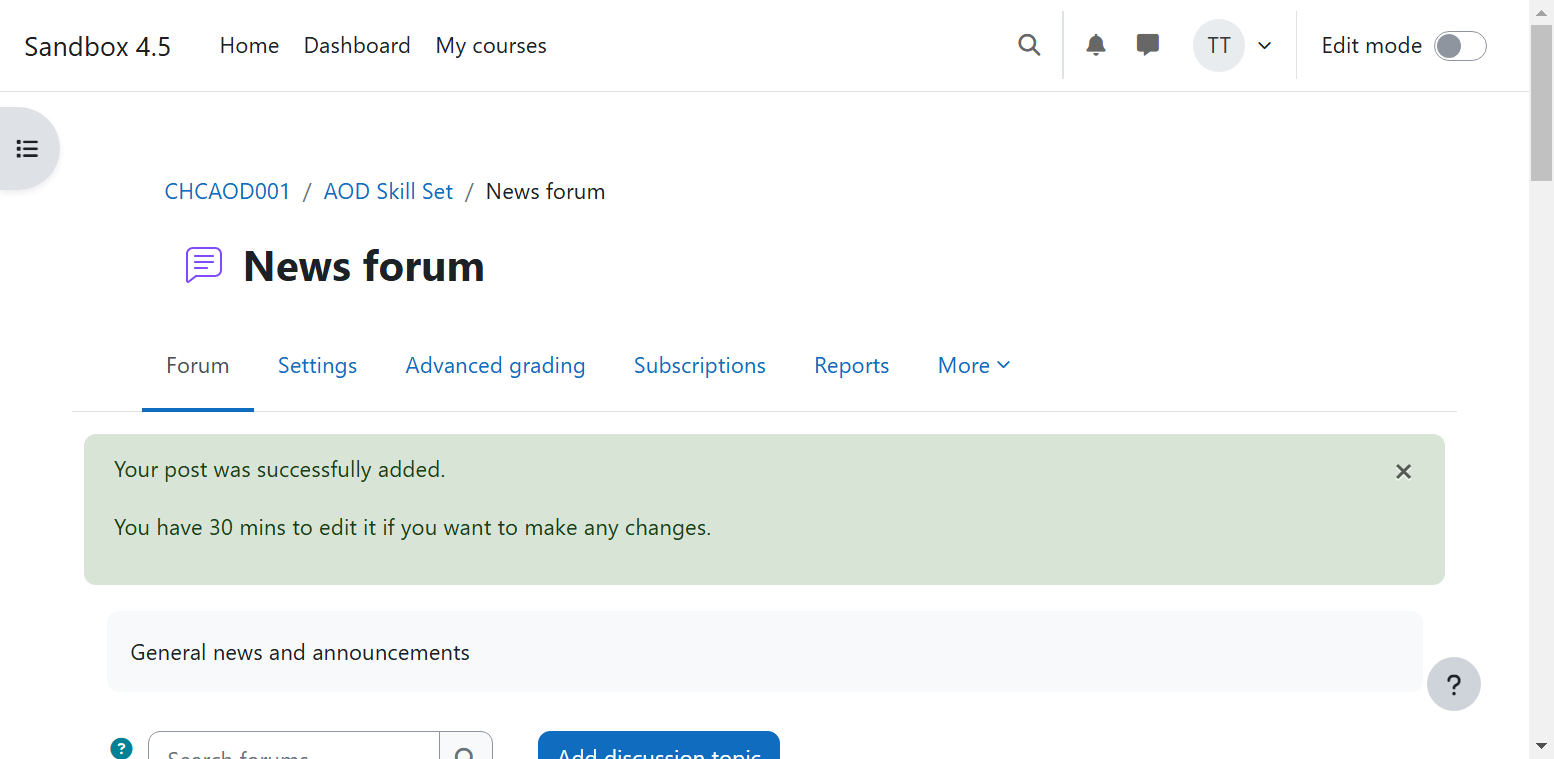 Sandbox 4.5 Home Dashboard My courses TT Edit mode
CHCAOD001 / AOD Skill Set / News forum
News forum
Forum Settings Advanced grading Subscriptions Reports More
Your post was successfully added.
You have 30 mins to edit it if you want to make any changes.
General news and announcements
?
? Search forums Add discussion topic